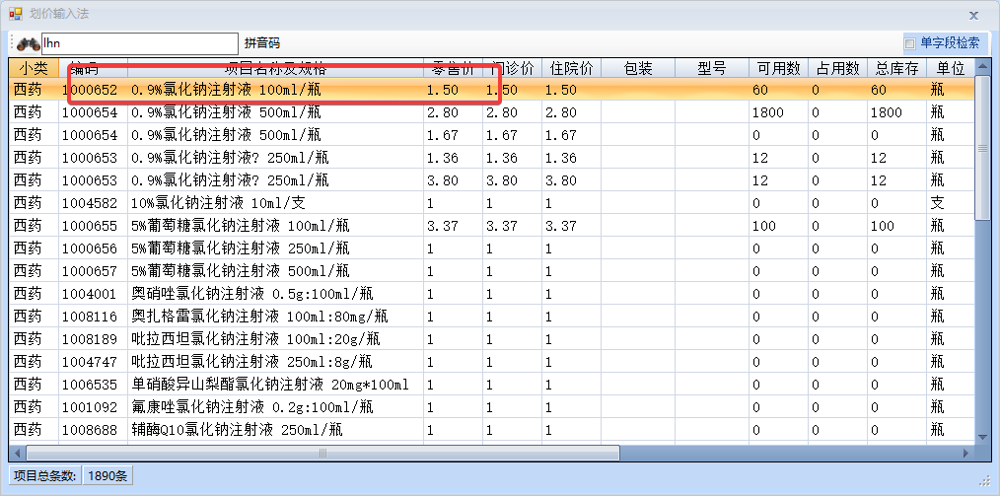 划价输入法
lhn 拼音码 单字段检索
小类 编码 项目名称及规格 零售价 门诊价 住院价 包装 型号 可用数 占用数 总库存 单位
西药 1000652 0.9%氯化钠注射液 100ml/瓶 1.50 1.50 1.50 60 0 60 瓶
西药 1000654 0.9%氯化钠注射液 500ml/瓶 2.80 2.80 2.80 1800 0 1800 瓶
西药 1000654 0.9%氯化钠注射液 500ml/瓶 1.67 1.67 1.67 0 0 0 瓶
西药 1000653 0.9%氯化钠注射液? 250ml/瓶 1.36 1.36 1.36 12 0 12 瓶
西药 1000653 0.9%氯化钠注射液? 250ml/瓶 3.80 3.80 3.80 12 0 12 瓶
西药 1004582 10%氯化钠注射液 10ml/支 1 1 1 0 0 0 支
西药 1000655 5%葡萄糖氯化钠注射液 100ml/瓶 3.37 3.37 3.37 100 0 100 瓶
西药 1000656 5%葡萄糖氯化钠注射液 250ml/瓶 1 1 1 0 0 0 瓶
西药 1000657 5%葡萄糖氯化钠注射液 500ml/瓶 1 1 1 0 0 0 瓶
西药 1004001 奥硝唑氯化钠注射液 0.5g:100ml/瓶 1 1 1 0 0 0 瓶
西药 1008116 奥扎格雷氯化钠注射液 100ml:80mg/瓶 1 1 1 0 0 0 瓶
西药 1008189 吡拉西坦氯化钠注射液 100ml:20g/瓶 1 1 1 0 0 0 瓶
西药 1004747 吡拉西坦氯化钠注射液 250ml:8g/瓶 1 1 1 0 0 0 瓶
西药 1006535 单硝酸异山梨酯氯化钠注射液 20mg*100ml 1 1 1 0 0 0 瓶
西药 1001092 氟康唑氯化钠注射液 0.2g:100ml/瓶 1 1 1 0 0 0 瓶
西药 1008688 辅酶Q10氯化钠注射液 250ml/瓶 1 1 1 0 0 0 瓶
项目总条数: 1890条